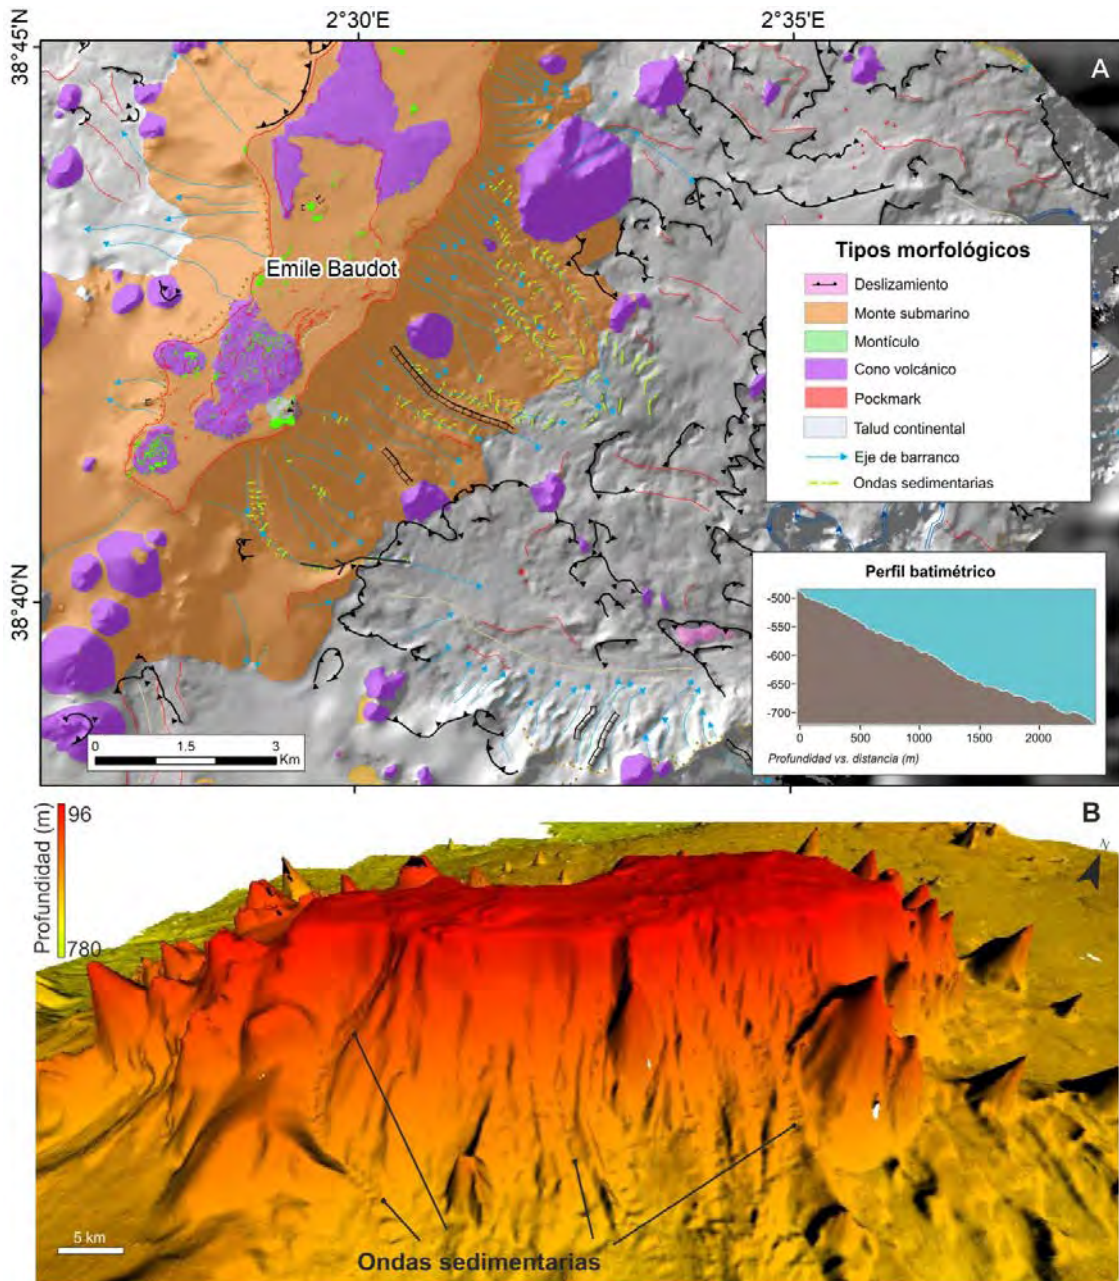 2°30'E
2°35'E
38°45'N
A
Emile Baudot
Tipos morfológicos
Deslizamiento
Monte submarino
Montículo
Cono volcánico
Pockmark
Talud continental
Eje de barranco
Ondas sedimentarias
38°40'N
Perfil batimétrico
-500
-550
-600
-650
-700
0
500
1000
1500
2000
Profundidad vs. distancia (m)
0
1.5
3
Km
B
Profundidad (m)
96
780
N
5 km
Ondas sedimentarias